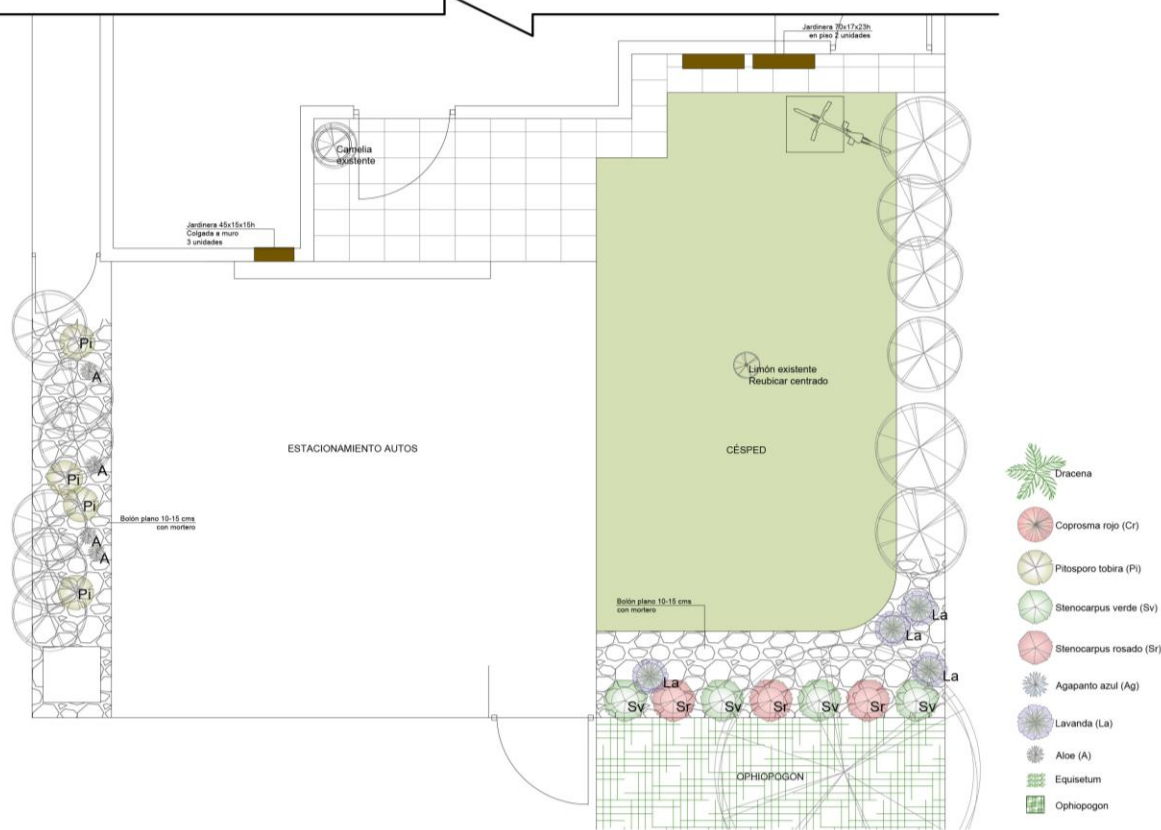 Jardinera 70x17x23h
en piso 2 unidades
Camelia
existente
Jardinera 45x15x15h
Colgada a muro
3 unidades
Pi
A
Limón existente
Reubicar centrado
ESTACIONAMIENTO AUTOS
CÉSPED
A
Pi
Pi
Bolón plano 10-15 cms
con mortero
A
A
Pi
Bolón plano 10-15 cms
con mortero
La
La
La
La
Sv
Sr
Sv
Sr
Sv
Sr
Sv
OPHIOPOGON
Dracena
Coprosma rojo (Cr)
Pitosporo tobira (Pi)
Stenocarpus verde (Sv)
Stenocarpus rosado (Sr)
Agapanto azul (Ag)
Lavanda (La)
Aloe (A)
Equisetum
Ophiopogon